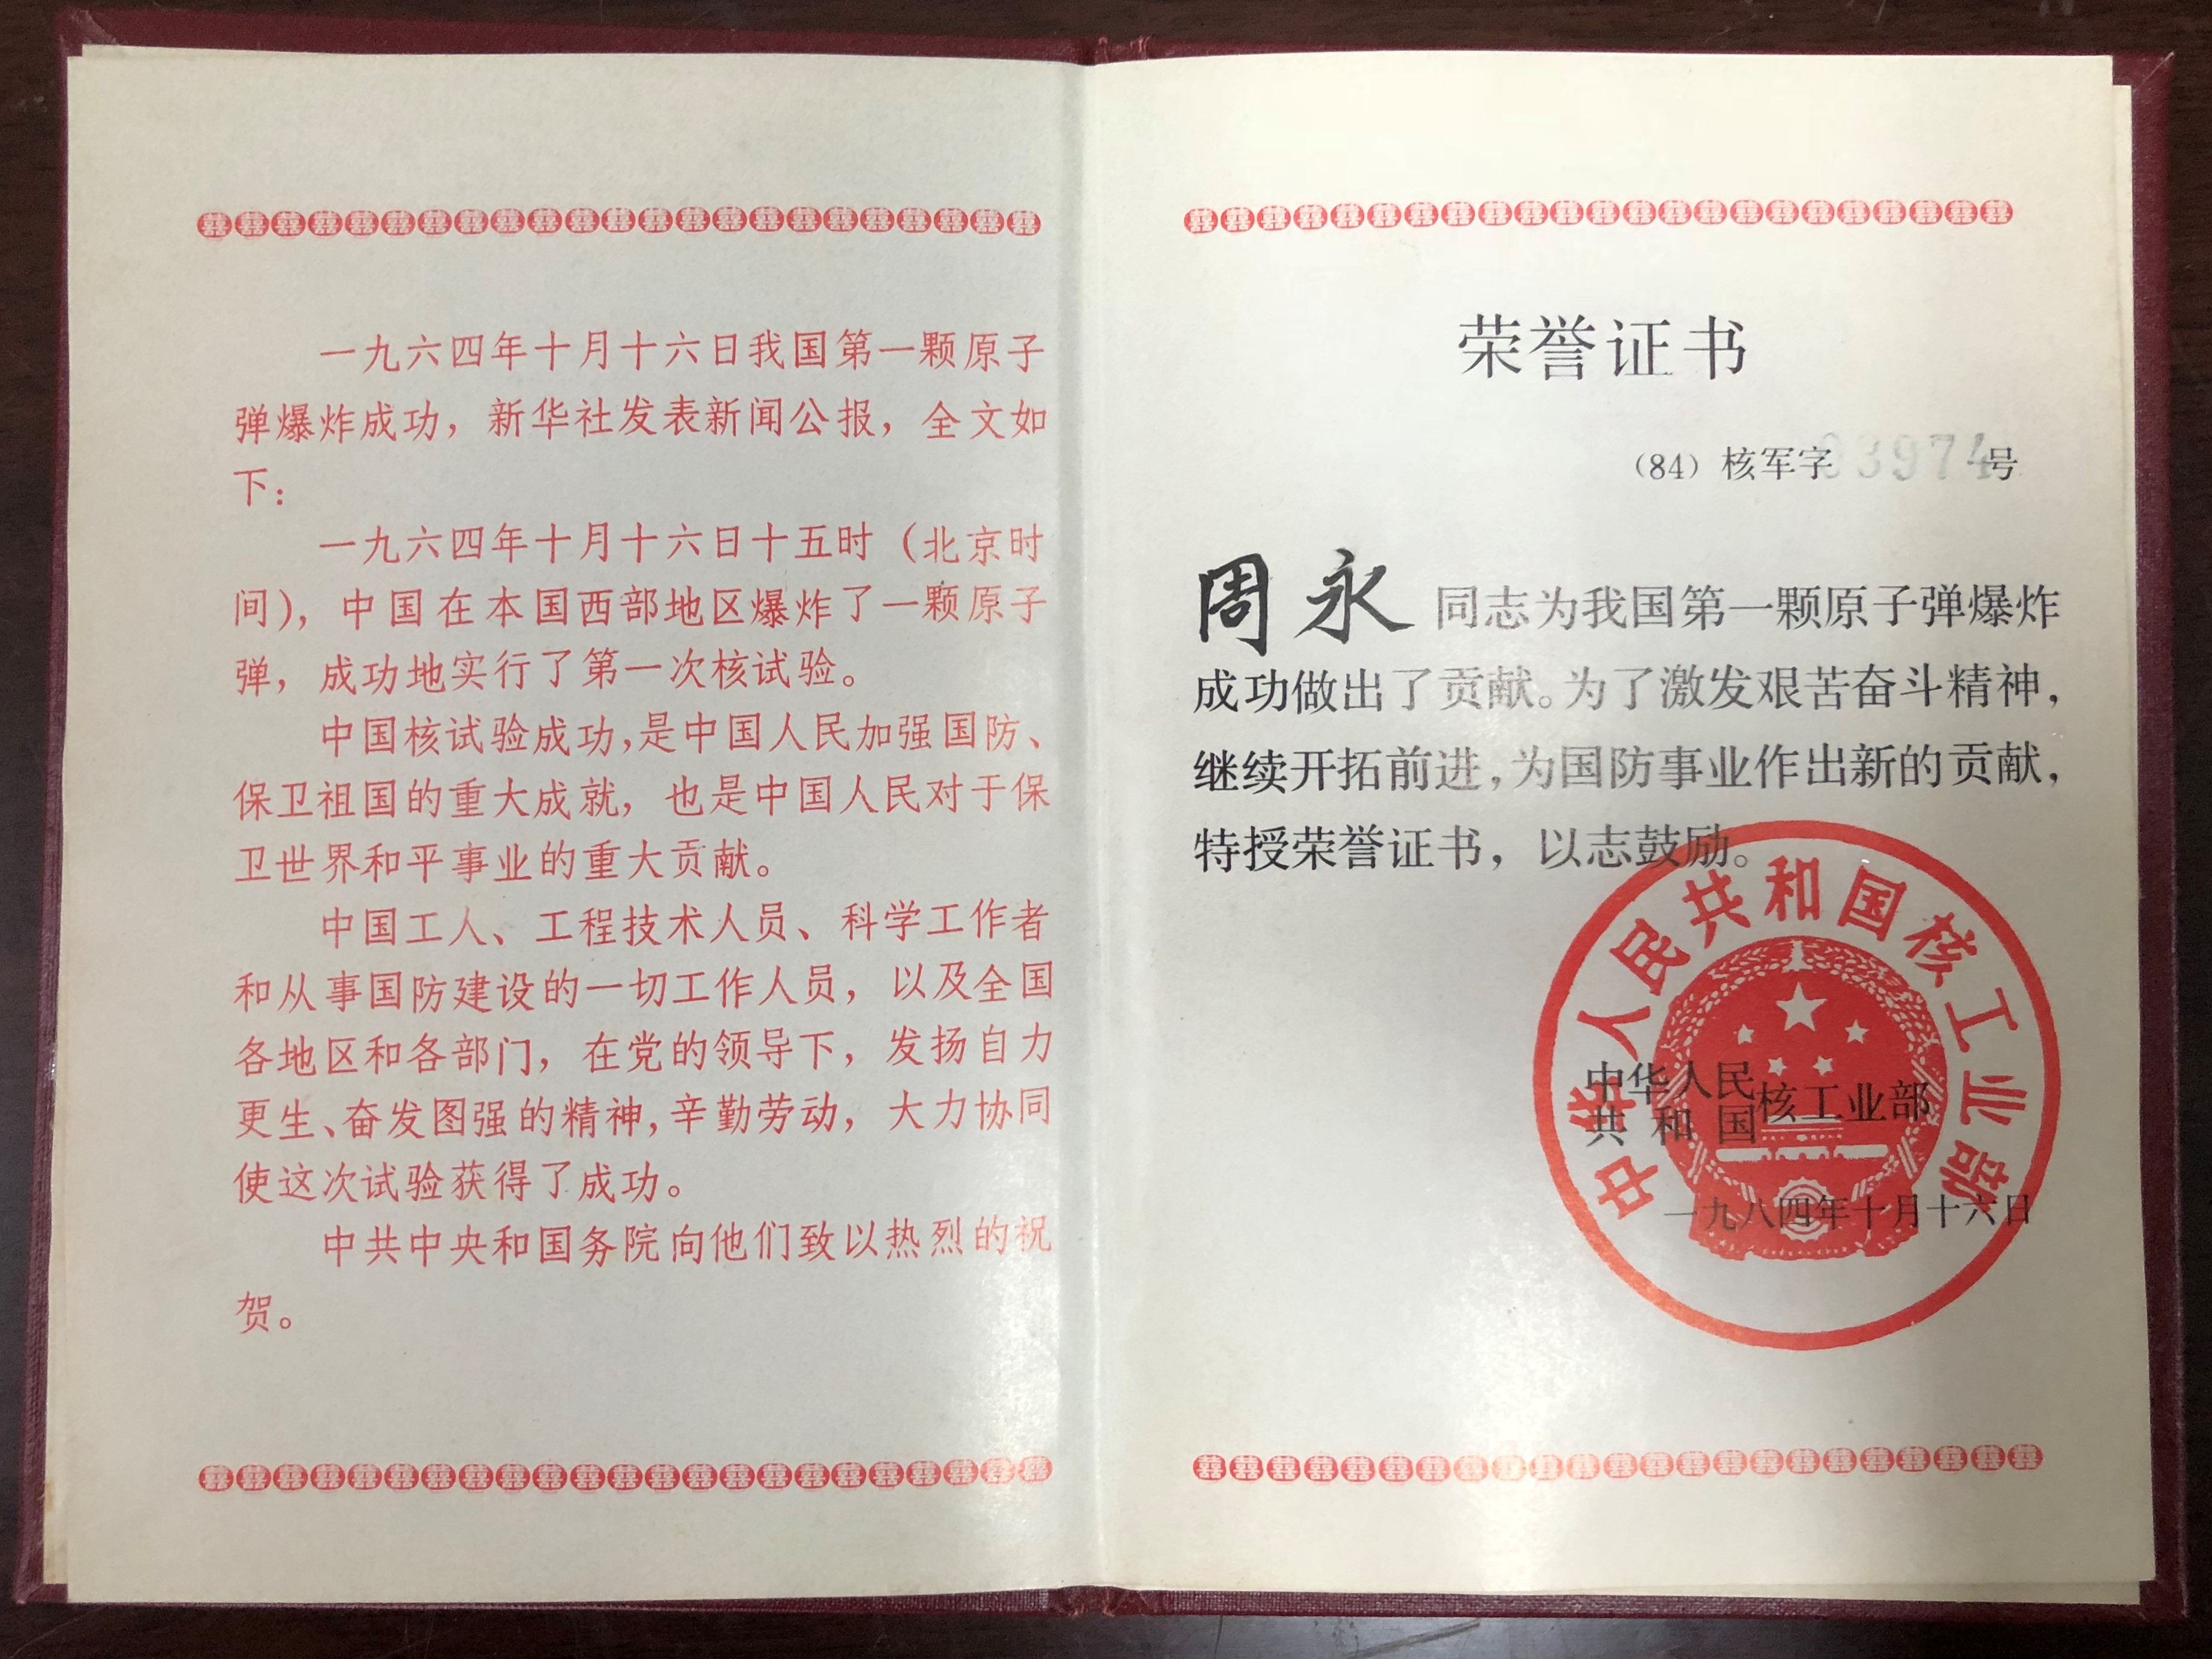 一九六四年十月十六日我国第一颗原子
弹爆炸成功，新华社发表新闻公报，全文如
下：
一九六四年十月十六日十五时（北京时
间），中国在本国西部地区爆炸了一颗原子
弹，成功地实行了第一次核试验。
中国核试验成功，是中国人民加强国防、
保卫祖国的重大成就，也是中国人民对于保
卫世界和平事业的重大贡献。
中国工人、工程技术人员、科学工作者
和从事国防建设的一切工作人员，以及全国
各地区和各部门，在党的领导下，发扬自力
更生、奋发图强的精神，辛勤劳动，大力协同
使这次试验获得了成功。
中共中央和国务院向他们致以热烈的祝
贺。
荣誉证书
（84）核军字03974号
周永 同志为我国第一颗原子弹爆炸
成功做出了贡献。为了激发艰苦奋斗精神，
继续开拓前进，为国防事业作出新的贡献，
特授荣誉证书，以志鼓励。
中华人民共和国核工业部
中华人民
共和国核工业部
一九八四年十月十六日